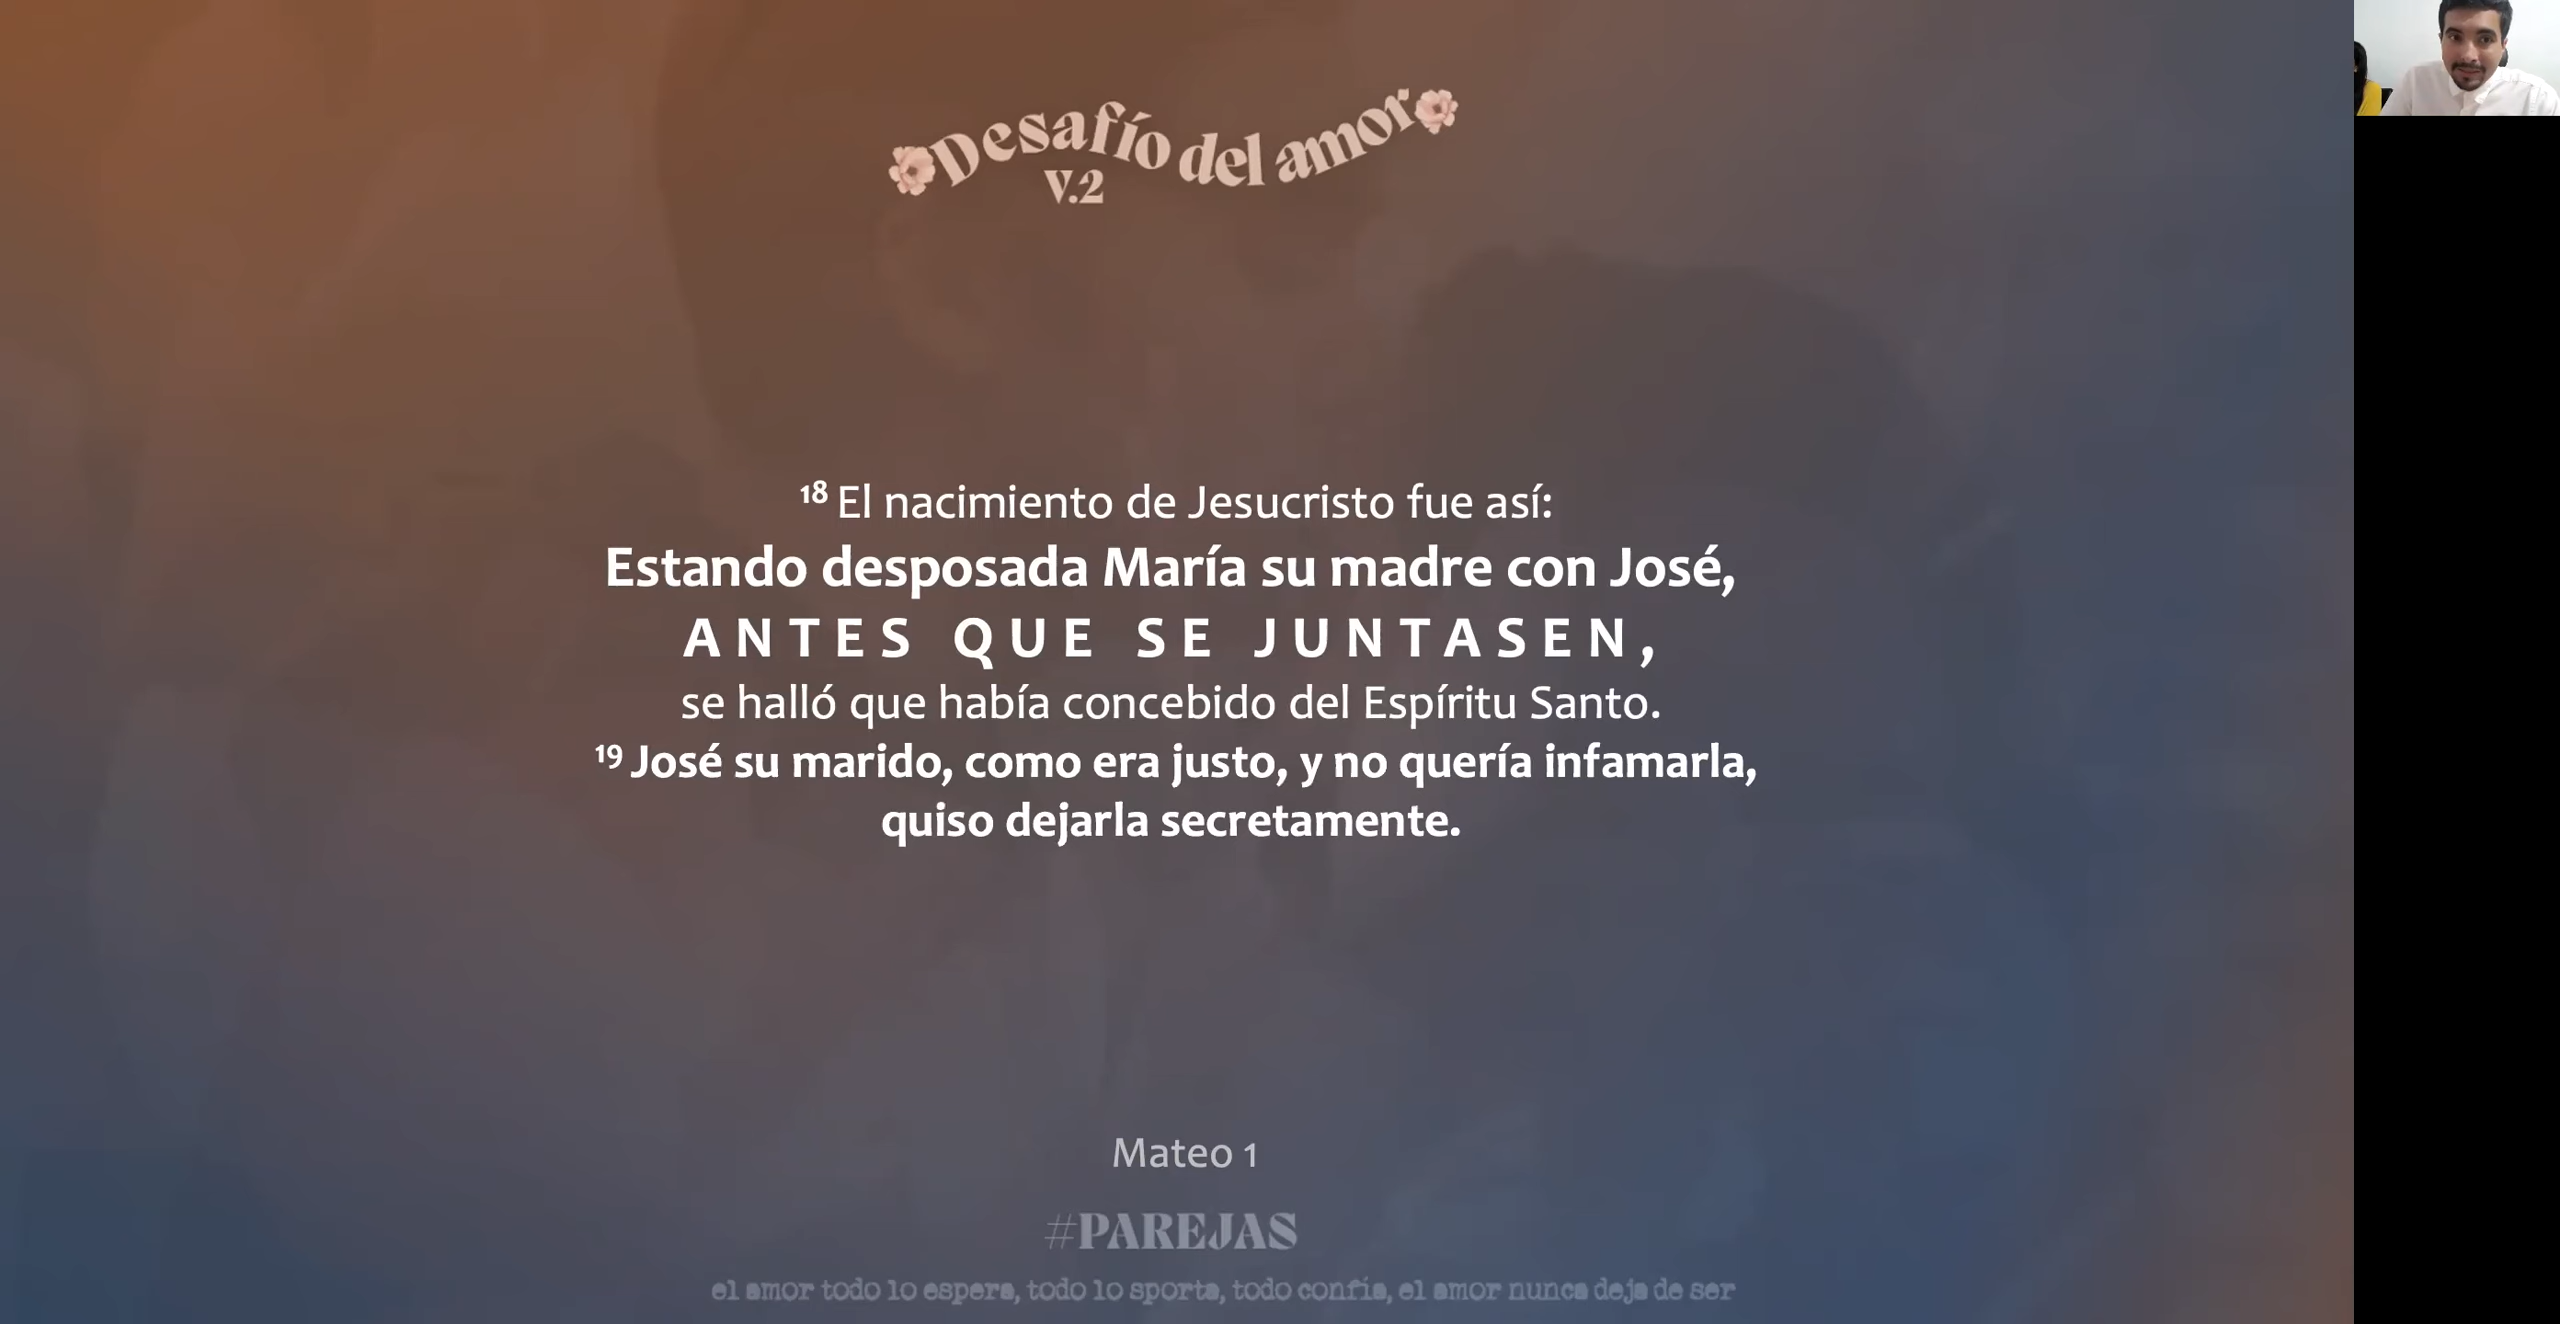 Desafío del amor
V.2
18 El nacimiento de Jesucristo fue así:
Estando desposada María su madre con José,
ANTES QUE SE JUNTASEN,
se halló que había concebido del Espíritu Santo.
19 José su marido, como era justo, y no quería infamarla,
quiso dejarla secretamente.
Mateo 1
#PAREJAS
el amor todo lo espera, todo lo sporta, todo confía, el amor nunca deja de ser